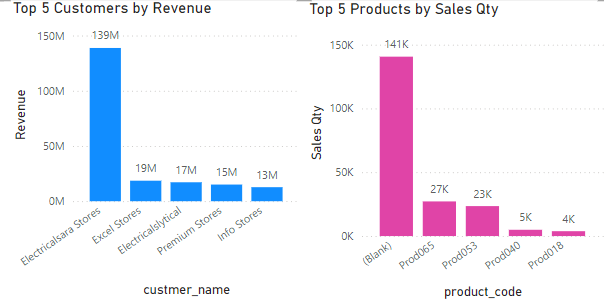 Top 5 Customers by Revenue
150M
139M
100M
50M
19M
17M
15M
13M
0M
Revenue
Electricalsara Stores
Excel Stores
Electricalslytical
Premium Stores
Info Stores
custmer_name
Top 5 Products by Sales Qty
150K
141K
100K
50K
27K
23K
5K
4K
0K
Sales Qty
(Blank)
Prod065
Prod053
Prod040
Prod018
product_code